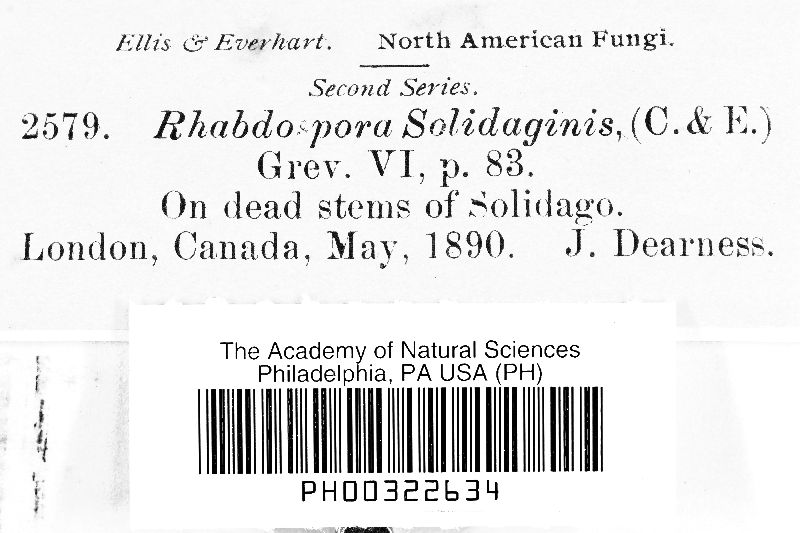 Ellis & Everhart. North American Fungi.
Second Series.
2579. Rhabdospora Solidaginis, (C. & E.)
Grev. VI, p. 83.
On dead stems of Solidago.
London, Canada, May, 1890. J. Dearness.
The Academy of Natural Sciences
Philadelphia, PA USA (PH)
PH00322634